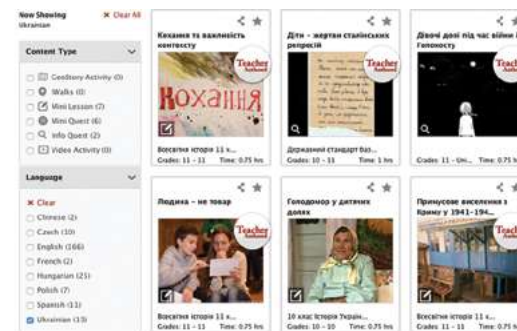 Now Showing
✖ Clear All
Ukrainian
Content Type
GeoStory Activity (0)
Walks (0)
Mini Lesson (7)
Mini Quest (6)
Info Quest (2)
Video Activity (0)
Language
✖ Clear
Chinese (2)
Czech (10)
English (166)
French (2)
Hungarian (25)
Polish (7)
Spanish (11)
Ukrainian (13)
Кохання та важливість
контексту
Teacher
Authored
КОХАННЯ
Всесвітня історія 11 к...
Grades: 11 - 11 Time: 0.75 hrs
Діти - жертви сталінських
репресій
Teacher
Authored
Державний стандарт баз...
Grades: 10 - 11 Time: 1 hrs
Дівочі долі під час війни і
Голокосту
Teacher
Authored
Grades: 11 - Uni... Time: 0.75 hrs
Людина - не товар
Teacher
Authored
Всесвітня історія 11 к...
Grades: 11 - 11 Time: 0.75 hrs
Голодомор у дитячих
долях
Teacher
Authored
10 клас Історія Україн...
Grades: 10 - 10 Time: 0.75 hrs
Примусове виселення з
Криму у 1941-194...
Teacher
Authored
Всесвітня історія 11 к...
Grades: 11 - 11 Time: 0.75 hrs